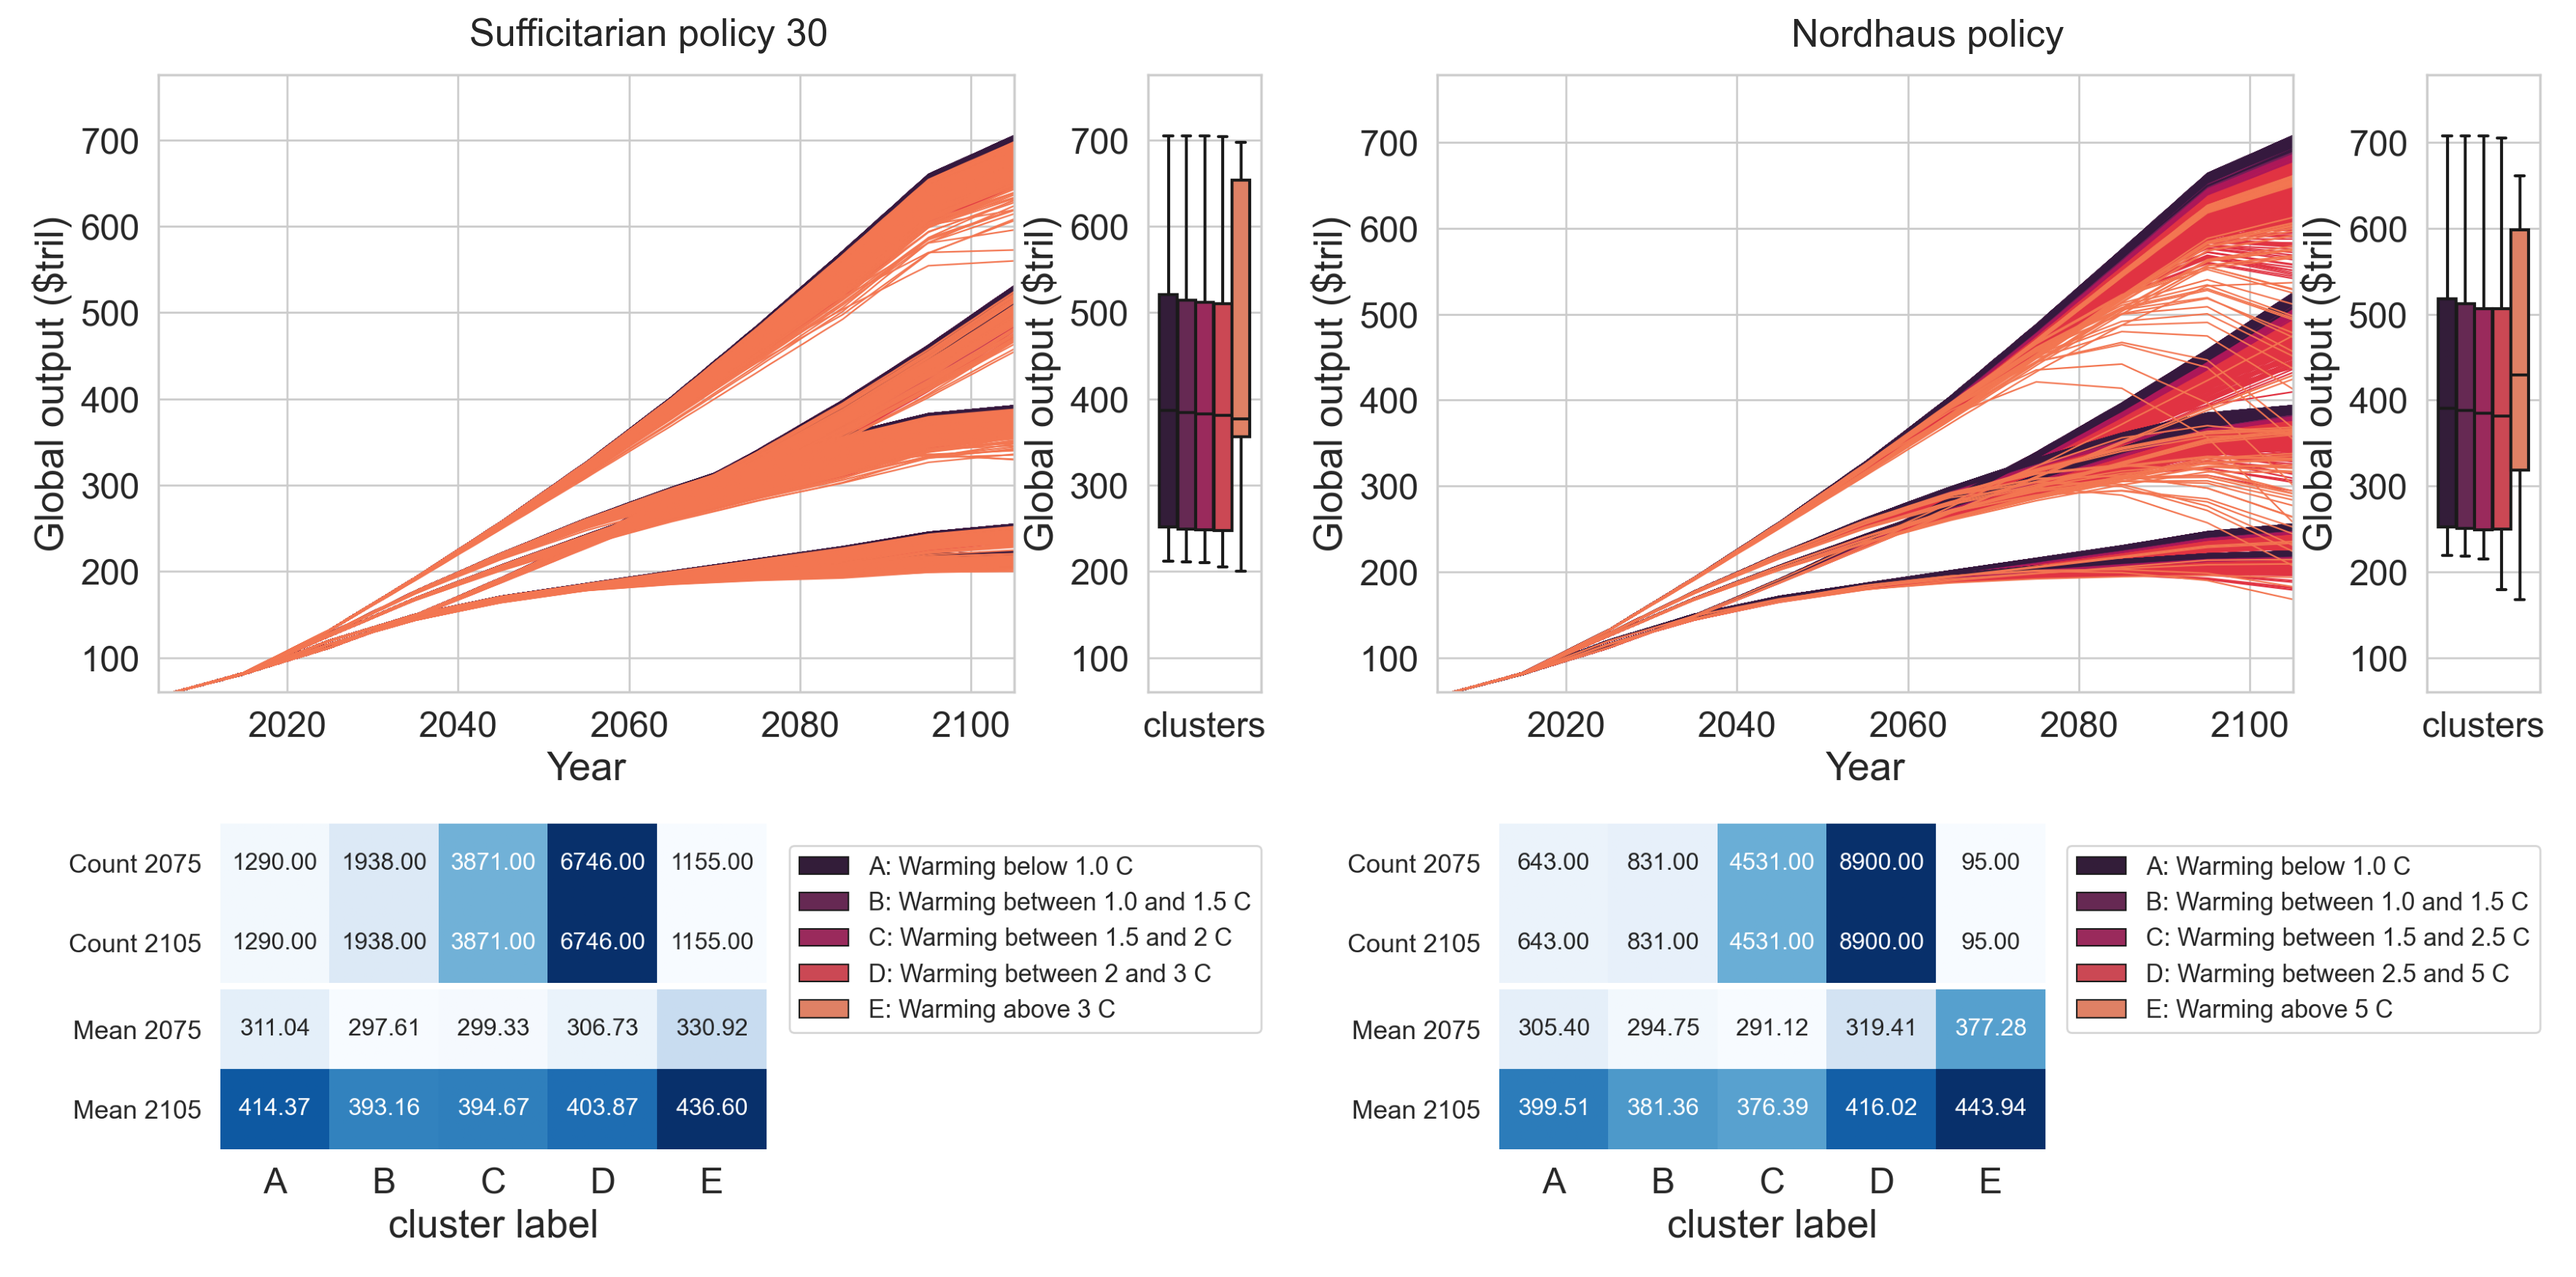 Sufficitarian policy 30
Global output ($tril)
700
600
500
400
300
200
100
2020 2040 2060 2080 2100
Year
Global output ($tril)
700
600
500
400
300
200
100
clusters
Count 2075 1290.00 1938.00 3871.00 6746.00 1155.00
Count 2105 1290.00 1938.00 3871.00 6746.00 1155.00
Mean 2075 311.04 297.61 299.33 306.73 330.92
Mean 2105 414.37 393.16 394.67 403.87 436.60
A B C D E
cluster label
A: Warming below 1.0 C
B: Warming between 1.0 and 1.5 C
C: Warming between 1.5 and 2 C
D: Warming between 2 and 3 C
E: Warming above 3 C
Nordhaus policy
Global output ($tril)
700
600
500
400
300
200
100
2020 2040 2060 2080 2100
Year
Global output ($tril)
700
600
500
400
300
200
100
clusters
Count 2075 643.00 831.00 4531.00 8900.00 95.00
Count 2105 643.00 831.00 4531.00 8900.00 95.00
Mean 2075 305.40 294.75 291.12 319.41 377.28
Mean 2105 399.51 381.36 376.39 416.02 443.94
A B C D E
cluster label
A: Warming below 1.0 C
B: Warming between 1.0 and 1.5 C
C: Warming between 1.5 and 2.5 C
D: Warming between 2.5 and 5 C
E: Warming above 5 C